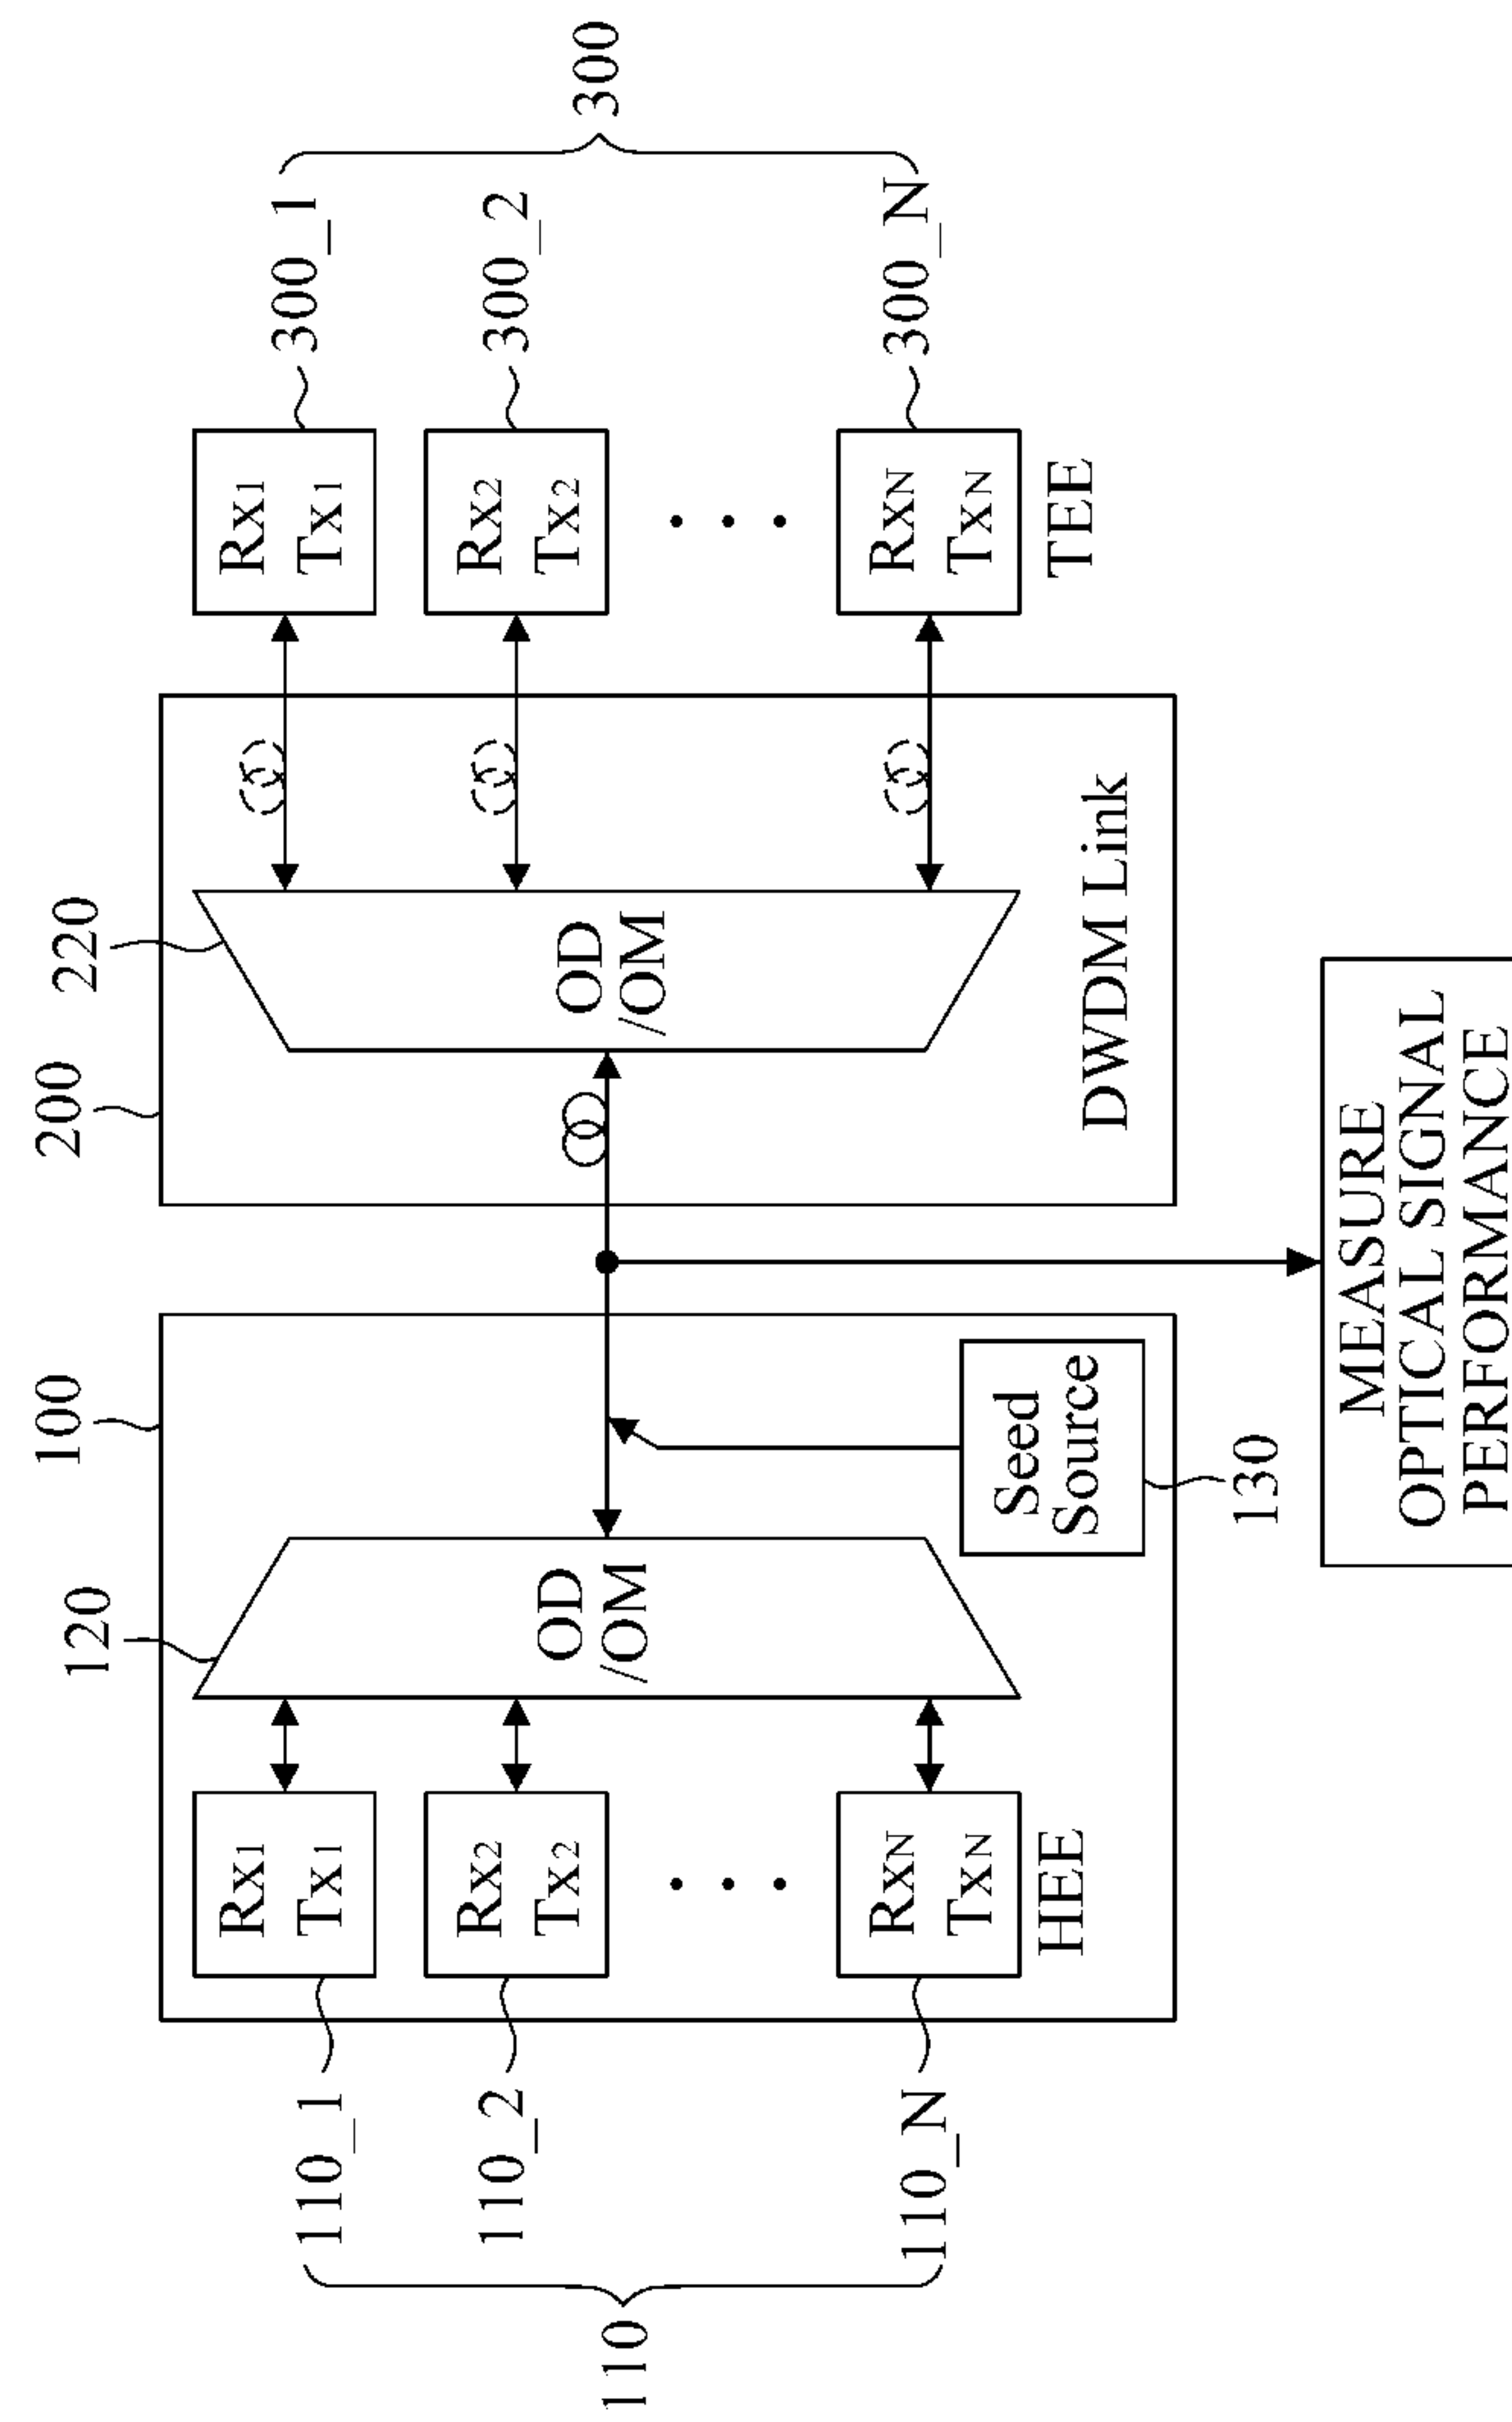 200
220
100
120
110
110_1
110_2
110_N
Rx1
Tx1
Rx2
Tx2
. . .
RxN
TxN
HEE
OD
/OM
Seed
Source
130
OD
/OM
DWDM Link
Rx1
Tx1
Rx2
Tx2
. . .
RxN
TxN
TEE
300_1
300_2
300_N
300
MEASURE
OPTICAL SIGNAL
PERFORMANCE